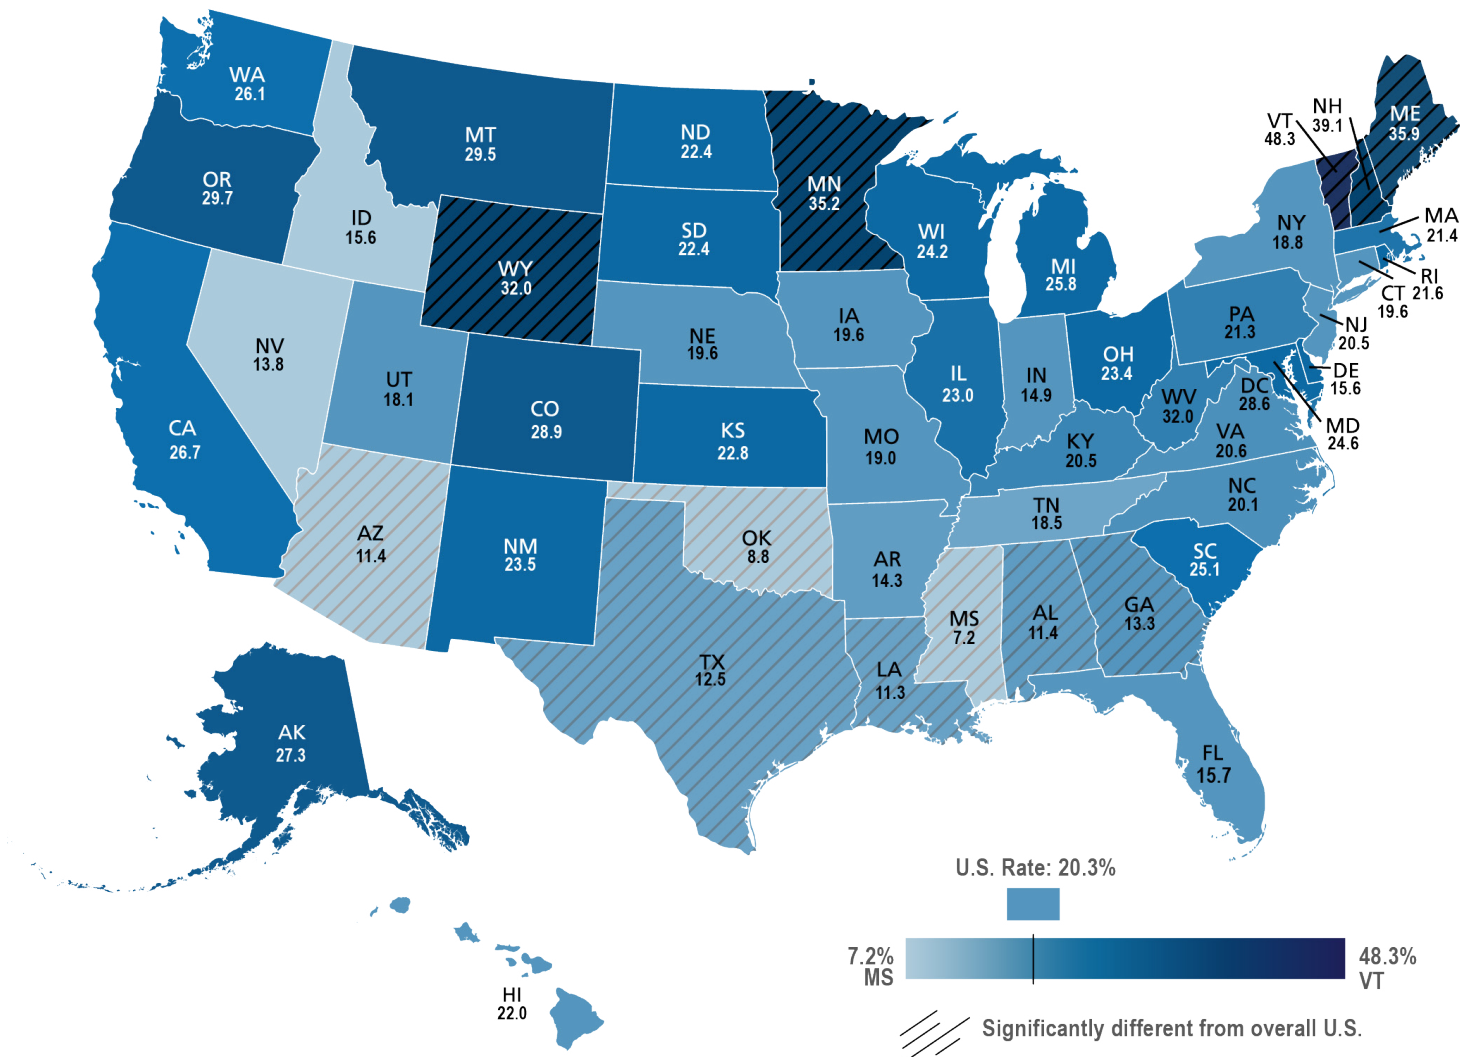 WA
26.1
OR
29.7
CA
26.7
ID
15.6
NV
13.8
MT
29.5
WY
32.0
UT
18.1
AZ
11.4
CO
28.9
NM
23.5
ND
22.4
SD
22.4
NE
19.6
KS
22.8
OK
8.8
TX
12.5
MN
35.2
IA
19.6
MO
19.0
AR
14.3
LA
11.3
WI
24.2
IL
23.0
MI
25.8
IN
14.9
OH
23.4
KY
20.5
TN
18.5
MS
7.2
AL
11.4
GA
13.3
FL
15.7
SC
25.1
NC
20.1
VA
20.6
WV
32.0
DC
28.6
PA
21.3
NY
18.8
VT
48.3
NH
39.1
ME
35.9
MA
21.4
RI
21.6
CT
19.6
NJ
20.5
DE
15.6
MD
24.6
AK
27.3
HI
22.0
U.S. Rate: 20.3%
7.2%
MS
48.3%
VT
Significantly different from overall U.S.